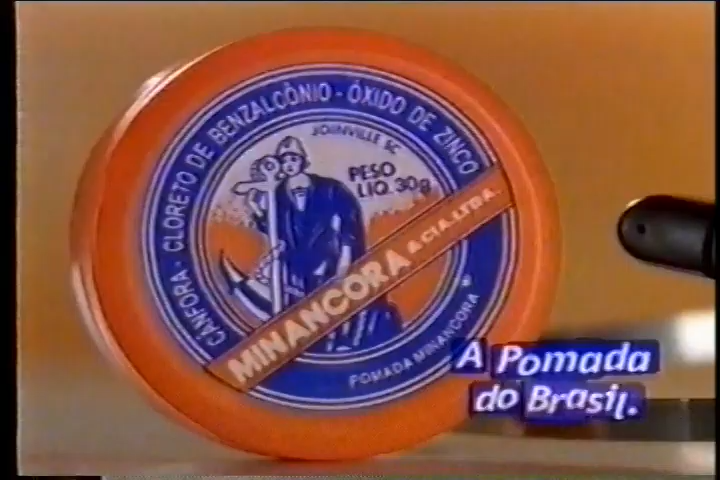 CÂNFORA - CLORETO DE BENZALCÔNIO - ÓXIDO DE ZINCO
JOINVILLE SC
PESO
LIQ. 30g
MINANCORA & CIA. LTDA.
POMADA MINANCORA
A Pomada
do Brasil.